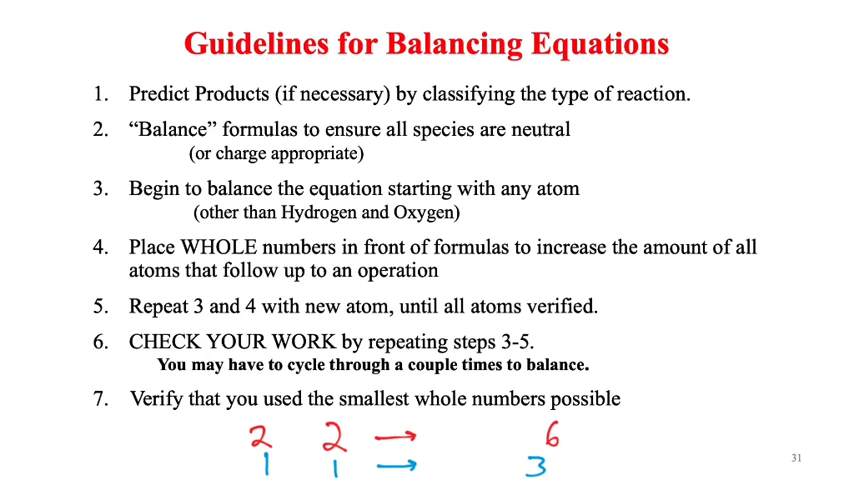 Guidelines for Balancing Equations
1. Predict Products (if necessary) by classifying the type of reaction.
2. “Balance” formulas to ensure all species are neutral
(or charge appropriate)
3. Begin to balance the equation starting with any atom
(other than Hydrogen and Oxygen)
4. Place WHOLE numbers in front of formulas to increase the amount of all
atoms that follow up to an operation
5. Repeat 3 and 4 with new atom, until all atoms verified.
6. CHECK YOUR WORK by repeating steps 3-5.
You may have to cycle through a couple times to balance.
7. Verify that you used the smallest whole numbers possible
2 2 → 6
1 1 → 3
31